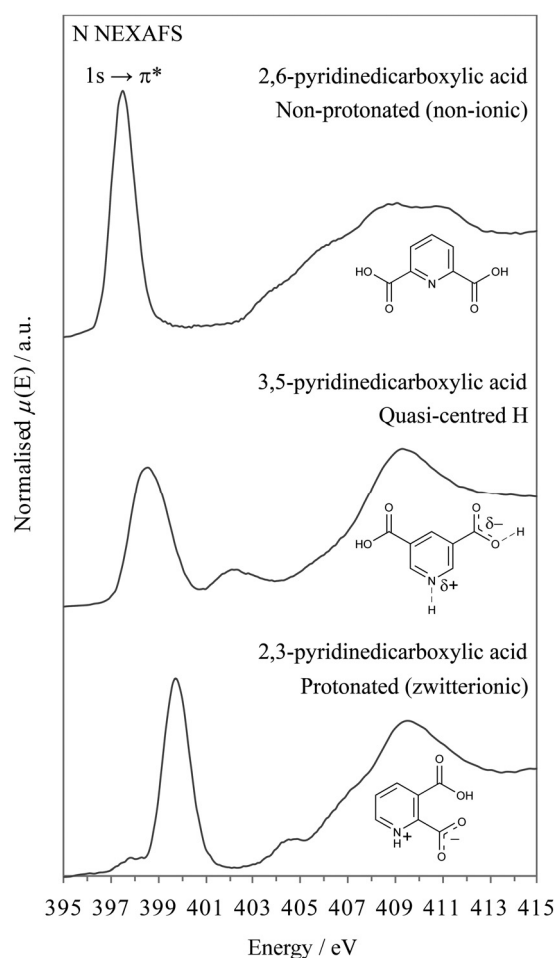 N NEXAFS
1s → π*
2,6-pyridinedicarboxylic acid
Non-protonated (non-ionic)
HO
OH
N
O
O
3,5-pyridinedicarboxylic acid
Quasi-centred H
O
O
δ−
H
HO
O
N
δ+
H
2,3-pyridinedicarboxylic acid
Protonated (zwitterionic)
O
OH
N
+
H
O
−
O
Normalised μ(E) / a.u.
395 397 399 401 403 405 407 409 411 413 415
Energy / eV